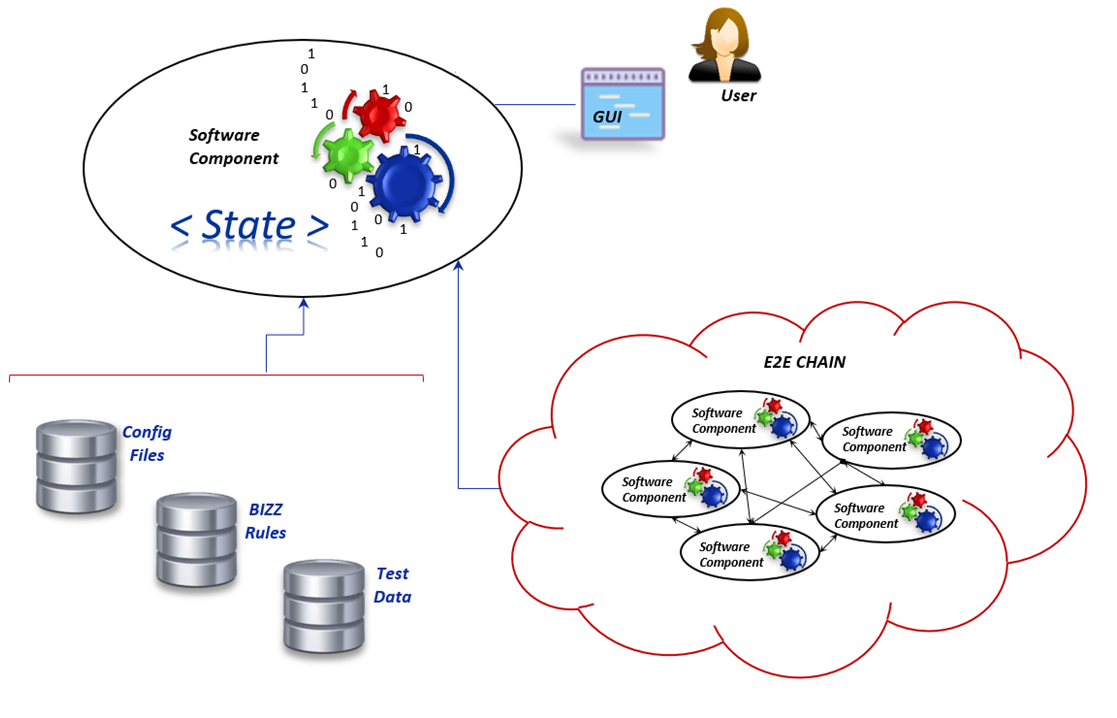 1
0
1
1
0
1
0
Software
Component
1
0
1
0
0
1
1
1
0
< State >
GUI
User
E2E CHAIN
Software
Component
Software
Component
Software
Component
Software
Component
Software
Component
Config
Files
BIZZ
Rules
Test
Data